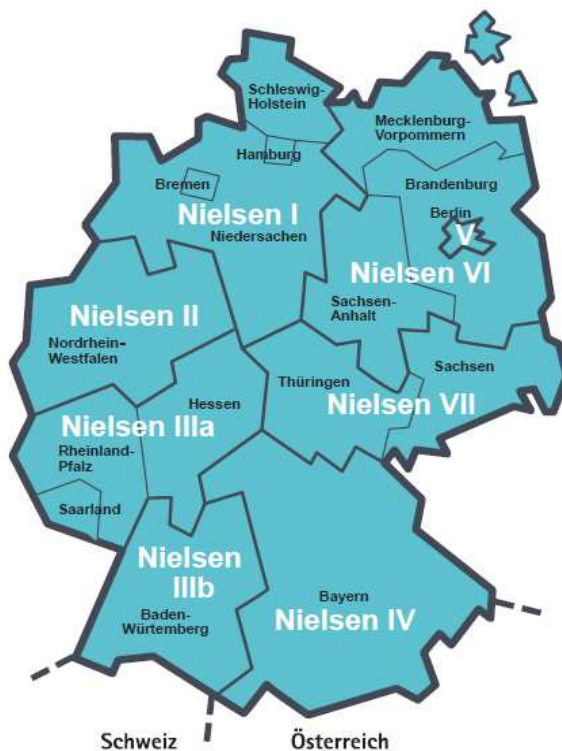 Schleswig-
Holstein
Mecklenburg-
Vorpommern
Hamburg
Bremen
Brandenburg
Berlin
V
Nielsen I
Niedersachen
Nielsen VI
Sachsen-
Anhalt
Nielsen II
Nordrhein-
Westfalen
Sachsen
Thüringen
Nielsen VII
Hessen
Nielsen IIIa
Rheinland-
Pfalz
Saarland
Nielsen
IIIb
Baden-
Würtemberg
Bayern
Nielsen IV
Schweiz
Österreich